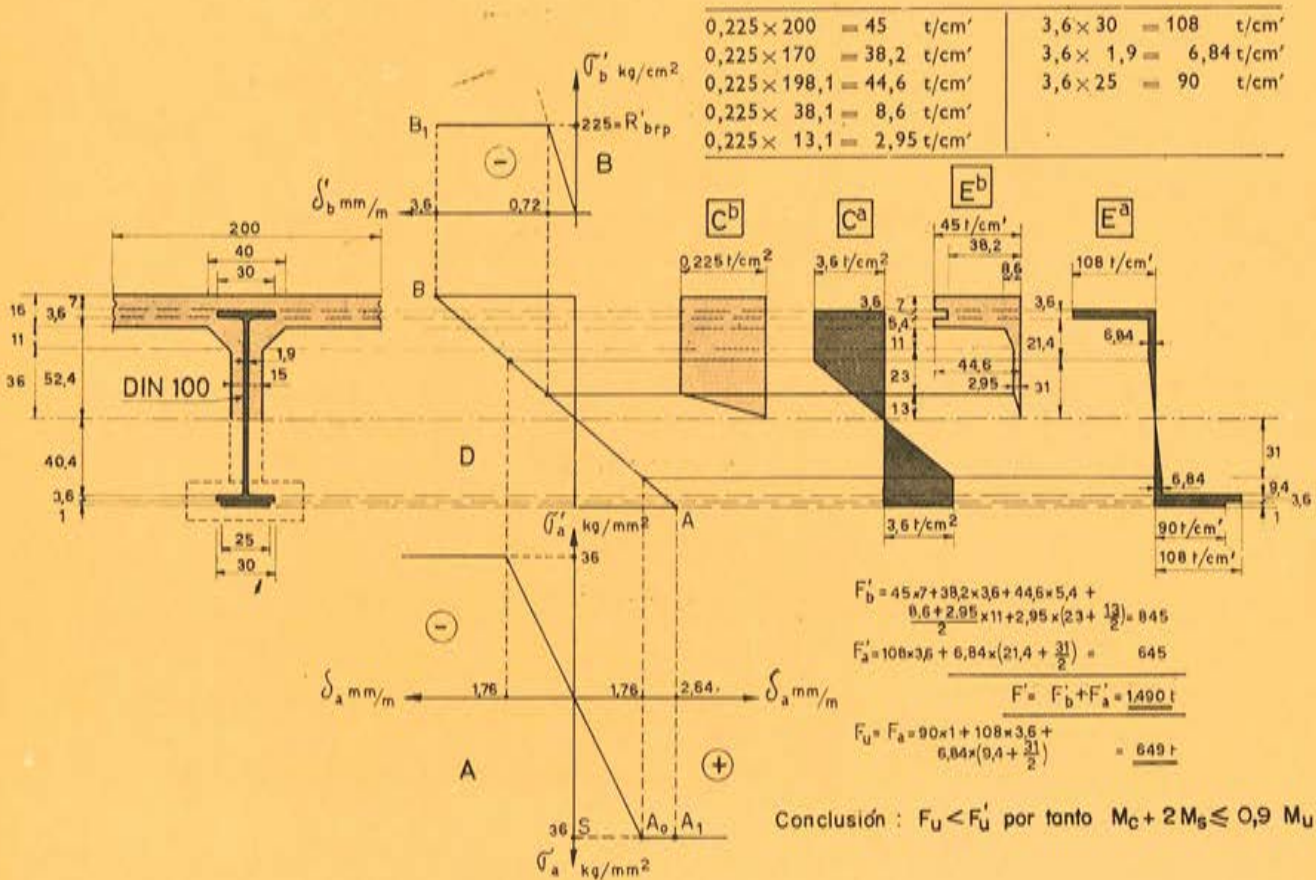 0,225 × 200 = 45 t/cm'
0,225 × 170 = 38,2 t/cm'
0,225 × 198,1 = 44,6 t/cm'
0,225 × 38,1 = 8,6 t/cm'
0,225 × 13,1 = 2,95 t/cm'
3,6 × 30 = 108 t/cm'
3,6 × 1,9 = 6,84 t/cm'
3,6 × 25 = 90 t/cm'
σ'b kg/cm2
B1
225 = R'brp
−
B
δ'b mm/m
3,6
0,72
200
40
30
16
11
36
7
3,6
52,4
40,4
3,6
1
1,9
15
DIN 100
25
30
B
D
A
Cb
0,225 t/cm2
Ca
3,6 t/cm2
3,6
7
5,4
11
23
13
3,6 t/cm2
Eb
45 t/cm'
38,2
8,6
44,6
2,95
3,6
21,4
31
Ea
108 t/cm'
6,84
6,84
31
9,4
3,6
1
90 t/cm'
108 t/cm'
σ'a kg/mm2
36
−
δa mm/m
1,76
1,76
2,64
δa mm/m
A
+
36
S
A0
A1
σa kg/mm2
F'b = 45×7+38,2×3,6+44,6×5,4 +
8,6+2,95/2 ×11+2,95×(23+ 13/2) = 845
F'a = 108×3,6 + 6,84×(21,4 + 31/2) = 645
F' = F'b+F'a = 1.490 t
Fu = Fa = 90×1 + 108×3,6 +
6,84×(9,4 + 31/2) = 649 t
Conclusión : Fu < F'u por tanto Mc + 2 Ms ≤ 0,9 Mu